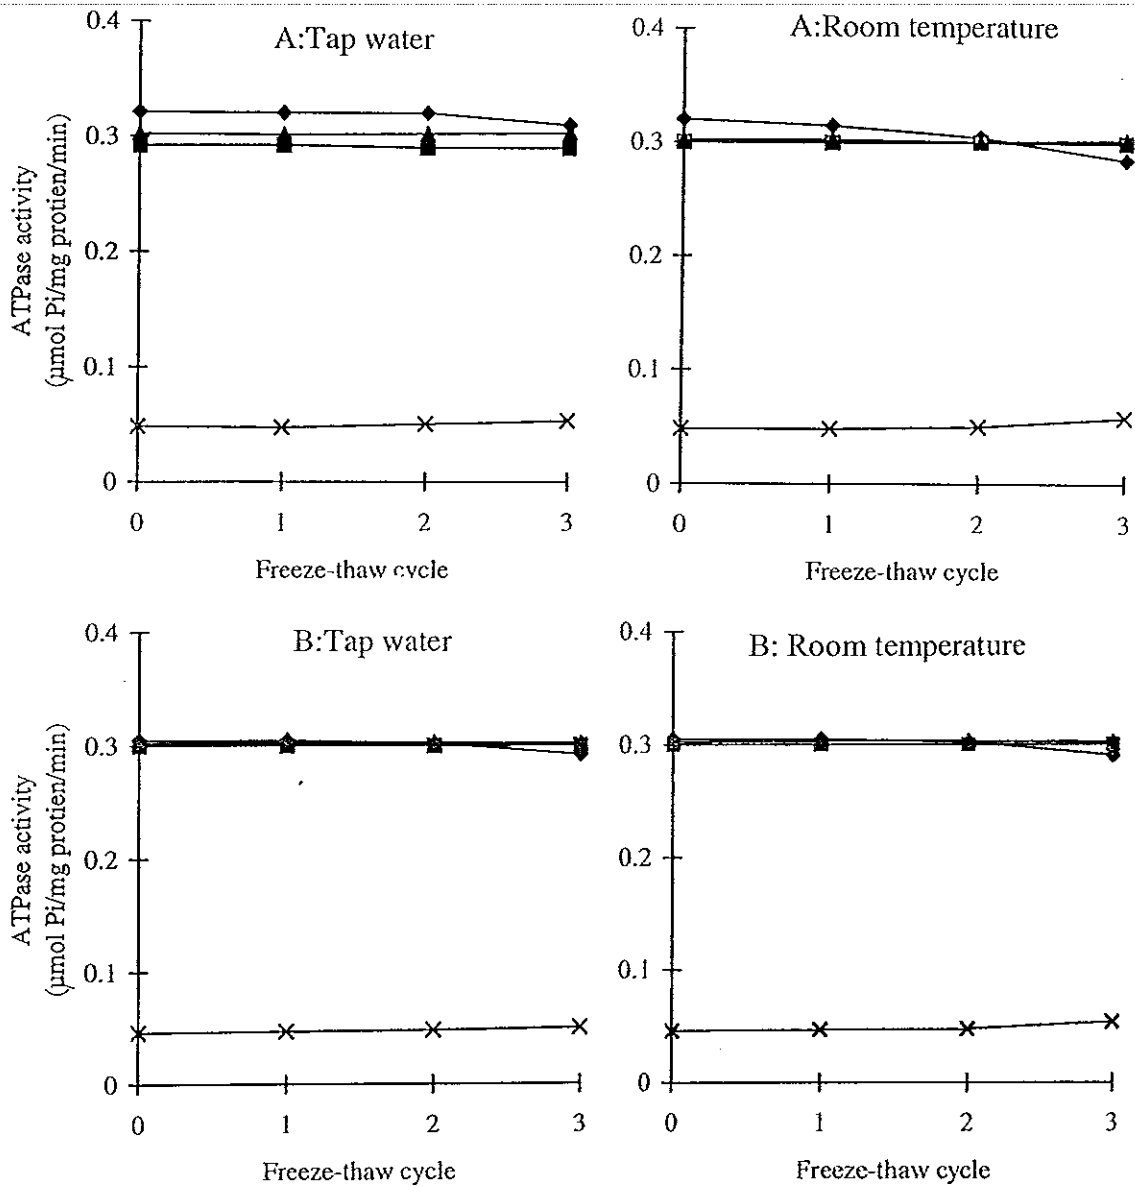 A:Tap water
0.4
0.3
0.2
0.1
0
0 1 2 3
Freeze-thaw cycle
ATPase activity
(µmol Pi/mg protien/min)
A:Room temperature
0.4
0.3
0.2
0.1
0
0 1 2 3
Freeze-thaw cycle
B:Tap water
0.4
0.3
0.2
0.1
0
0 1 2 3
Freeze-thaw cycle
ATPase activity
(µmol Pi/mg protien/min)
B: Room temperature
0.4
0.3
0.2
0.1
0
0 1 2 3
Freeze-thaw cycle